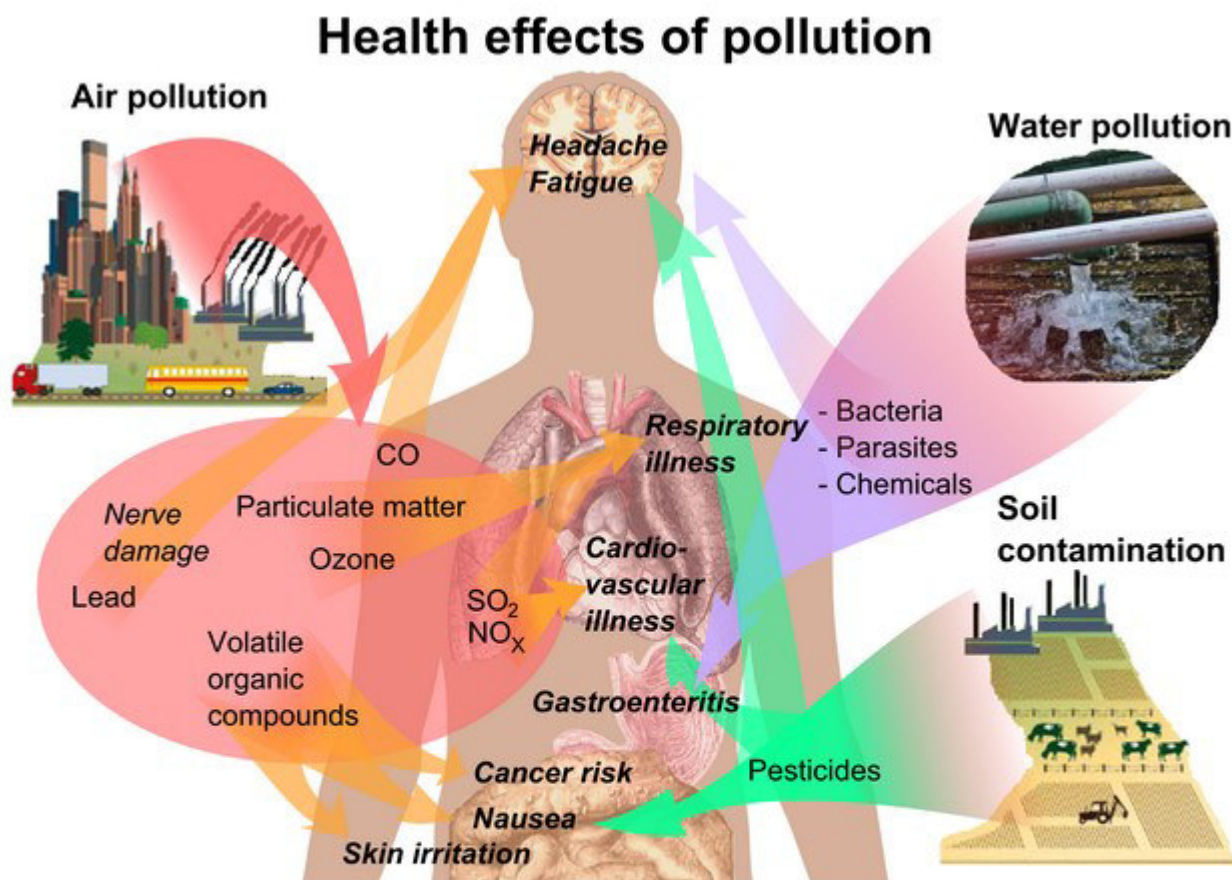 Health effects of pollution
Air pollution
Water pollution
Headache
Fatigue
CO
Particulate matter
Nerve
damage
Ozone
Lead
SO₂
NOₓ
Volatile
organic
compounds
Respiratory
illness
Cardio-
vascular
illness
Gastroenteritis
Cancer risk
Nausea
Skin irritation
- Bacteria
- Parasites
- Chemicals
Soil
contamination
Pesticides